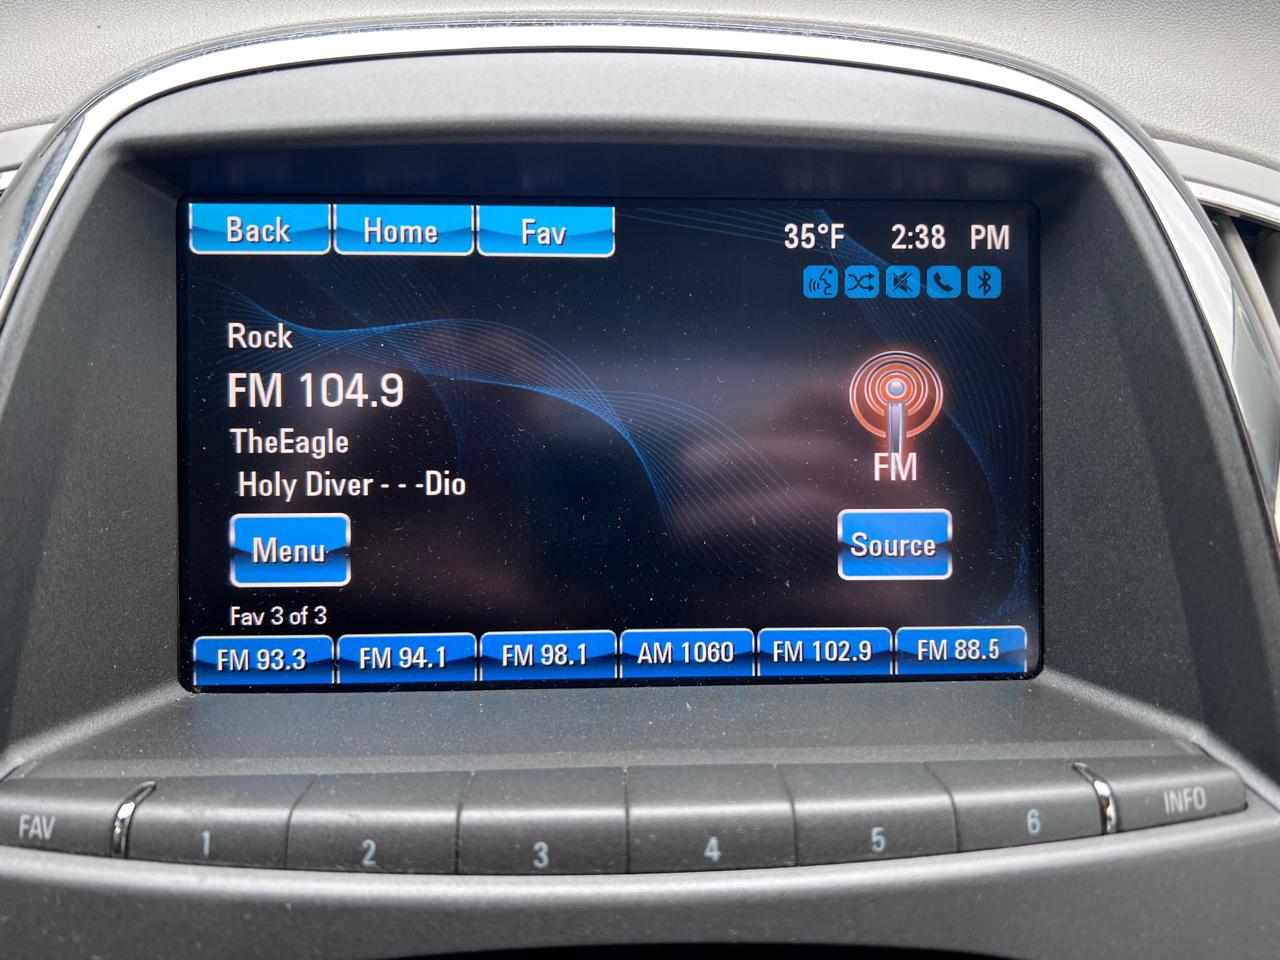 Back Home Fav 35°F 2:38 PM
Rock
FM 104.9
TheEagle
Holy Diver - - -Dio
FM
Menu
Source
Fav 3 of 3
FM 93.3 FM 94.1 FM 98.1 AM 1060 FM 102.9 FM 88.5
FAV 1 2 3 4 5 6 INFO